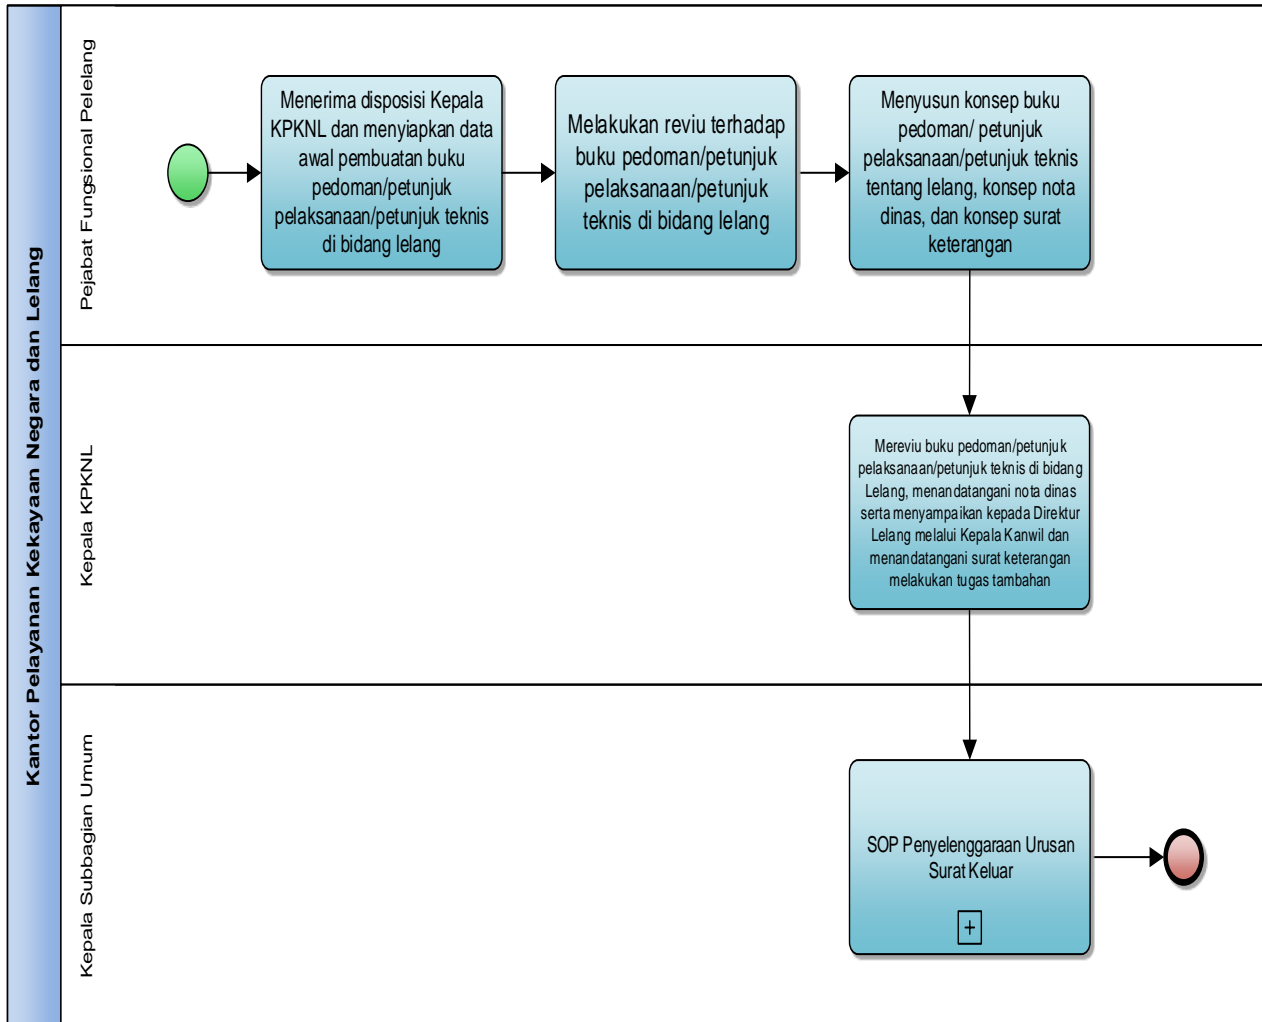 Kantor Pelayanan Kekayaan Negara dan Lelang
Pejabat Fungsional Pelelang
Menerima disposisi Kepala
KPKNL dan menyiapkan data
awal pembuatan buku
pedoman/petunjuk
pelaksanaan/petunjuk teknis
di bidang lelang
Melakukan reviu terhadap
buku pedoman/petunjuk
pelaksanaan/petunjuk
teknis di bidang lelang
Menyusun konsep buku
pedoman/ petunjuk
pelaksanaan/petunjuk teknis
tentang lelang, konsep nota
dinas, dan konsep surat
keterangan
Kepala KPKNL
Mereviu buku pedoman/petunjuk
pelaksanaan/petunjuk teknis di bidang
Lelang, menandatangani nota dinas
serta menyampaikan kepada Direktur
Lelang melalui Kepala Kanwil dan
menandatangani surat keterangan
melakukan tugas tambahan
Kepala Subbagian Umum
SOP Penyelenggaraan Urusan
Surat Keluar
+